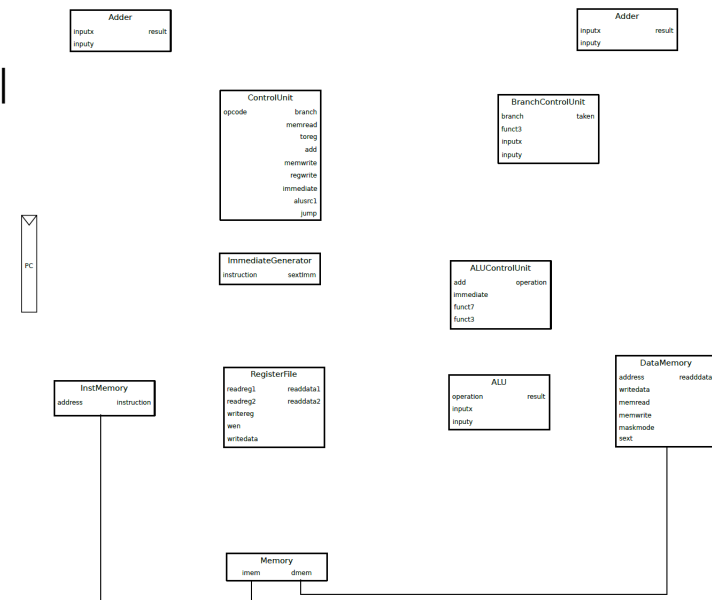 Adder
inputx result
inputy
Adder
inputx result
inputy
ControlUnit
opcode branch
memread
toreg
add
memwrite
regwrite
immediate
alusrc1
jump
BranchControlUnit
branch taken
funct3
inputx
inputy
PC
ImmediateGenerator
instruction sextImm
ALUControlUnit
add operation
immediate
funct7
funct3
InstMemory
address instruction
RegisterFile
readreg1 readdata1
readreg2 readdata2
writereg
wen
writedata
ALU
operation result
inputx
inputy
DataMemory
address readddata
writedata
memread
memwrite
maskmode
sext
Memory
imem dmem